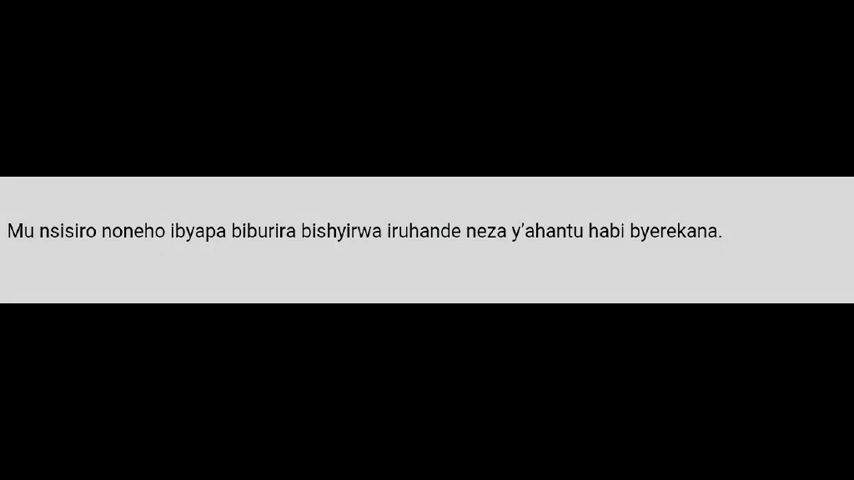 Mu nsisiro noneho ibyapa biburira bishyirwa iruhande neza y’ahantu habi byerekana.